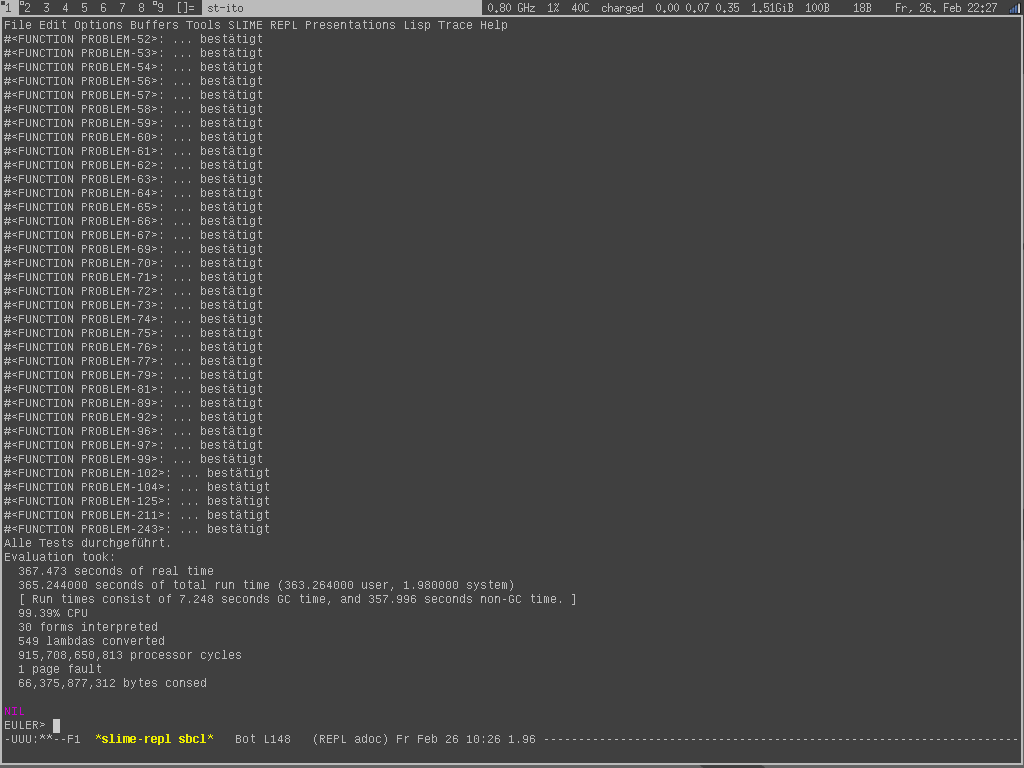 1 2 3 4 5 6 7 8 9 []= st-ito 0,80 GHz 1% 40C charged 0,00 0,07 0,35 1,51GiB 100B 18B Fr, 26. Feb 22:27
File Edit Options Buffers Tools SLIME REPL Presentations Lisp Trace Help
#<FUNCTION PROBLEM-52>: ... bestätigt
#<FUNCTION PROBLEM-53>: ... bestätigt
#<FUNCTION PROBLEM-54>: ... bestätigt
#<FUNCTION PROBLEM-56>: ... bestätigt
#<FUNCTION PROBLEM-57>: ... bestätigt
#<FUNCTION PROBLEM-58>: ... bestätigt
#<FUNCTION PROBLEM-59>: ... bestätigt
#<FUNCTION PROBLEM-60>: ... bestätigt
#<FUNCTION PROBLEM-61>: ... bestätigt
#<FUNCTION PROBLEM-62>: ... bestätigt
#<FUNCTION PROBLEM-63>: ... bestätigt
#<FUNCTION PROBLEM-64>: ... bestätigt
#<FUNCTION PROBLEM-65>: ... bestätigt
#<FUNCTION PROBLEM-66>: ... bestätigt
#<FUNCTION PROBLEM-67>: ... bestätigt
#<FUNCTION PROBLEM-69>: ... bestätigt
#<FUNCTION PROBLEM-70>: ... bestätigt
#<FUNCTION PROBLEM-71>: ... bestätigt
#<FUNCTION PROBLEM-72>: ... bestätigt
#<FUNCTION PROBLEM-73>: ... bestätigt
#<FUNCTION PROBLEM-74>: ... bestätigt
#<FUNCTION PROBLEM-75>: ... bestätigt
#<FUNCTION PROBLEM-76>: ... bestätigt
#<FUNCTION PROBLEM-77>: ... bestätigt
#<FUNCTION PROBLEM-79>: ... bestätigt
#<FUNCTION PROBLEM-81>: ... bestätigt
#<FUNCTION PROBLEM-89>: ... bestätigt
#<FUNCTION PROBLEM-92>: ... bestätigt
#<FUNCTION PROBLEM-96>: ... bestätigt
#<FUNCTION PROBLEM-97>: ... bestätigt
#<FUNCTION PROBLEM-99>: ... bestätigt
#<FUNCTION PROBLEM-102>: ... bestätigt
#<FUNCTION PROBLEM-104>: ... bestätigt
#<FUNCTION PROBLEM-125>: ... bestätigt
#<FUNCTION PROBLEM-211>: ... bestätigt
#<FUNCTION PROBLEM-243>: ... bestätigt
Alle Tests durchgeführt.
Evaluation took:
367.473 seconds of real time
365.244000 seconds of total run time (363.264000 user, 1.980000 system)
[ Run times consist of 7.248 seconds GC time, and 357.996 seconds non-GC time. ]
99.39% CPU
30 forms interpreted
549 lambdas converted
915,708,650,813 processor cycles
1 page fault
66,375,877,312 bytes consed
NIL
EULER>
-UUU:**--F1 *slime-repl sbcl* Bot L148 (REPL adoc) Fr Feb 26 10:26 1.96 --------------------------------------------------------------------